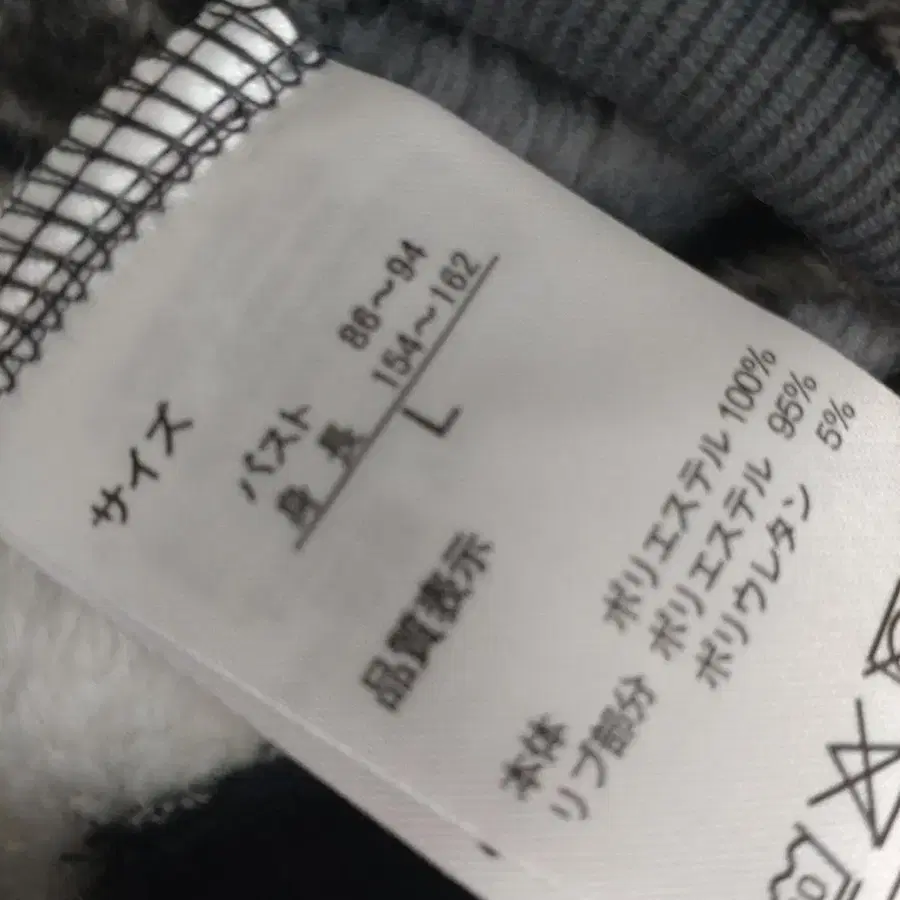 サイズ
バスト 86〜94
身長 154〜162
L
品質表示
本体 ポリエステル 100%
リブ部分 ポリエステル 95%
ポリウレタン 5%